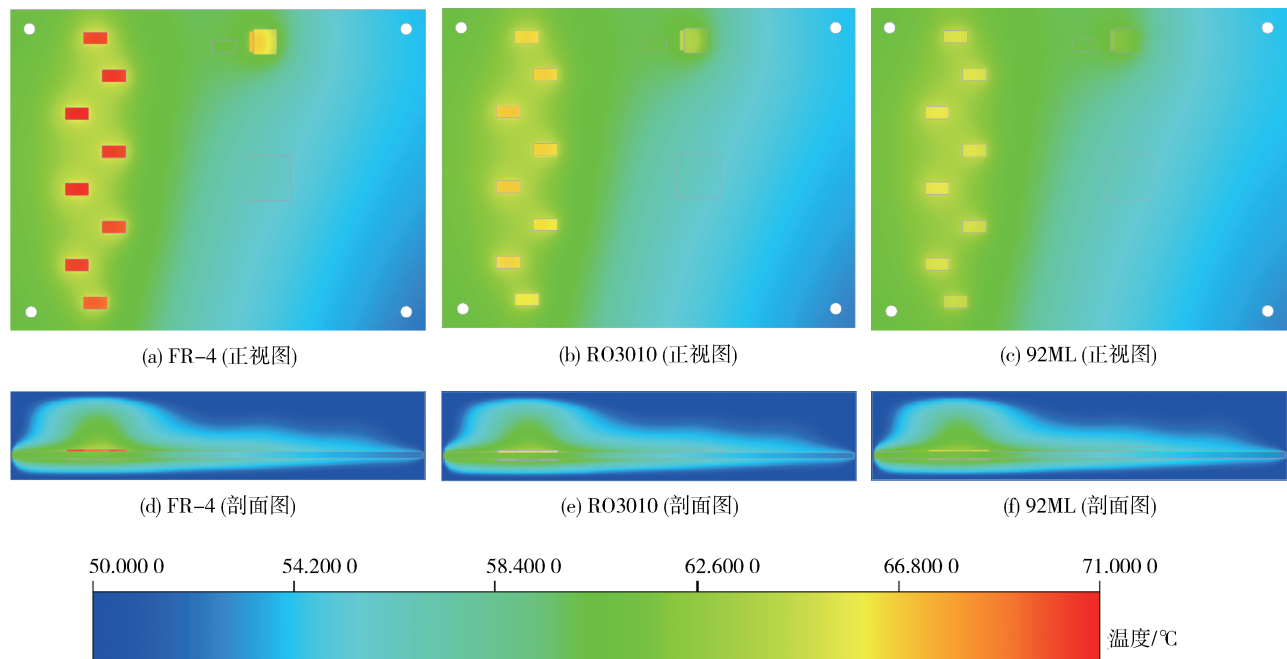 (a) FR-4 (正视图)
(b) RO3010 (正视图)
(c) 92ML (正视图)
(d) FR-4 (剖面图)
(e) RO3010 (剖面图)
(f) 92ML (剖面图)
50.000 0 54.200 0 58.400 0 62.600 0 66.800 0 71.000 0
温度/℃